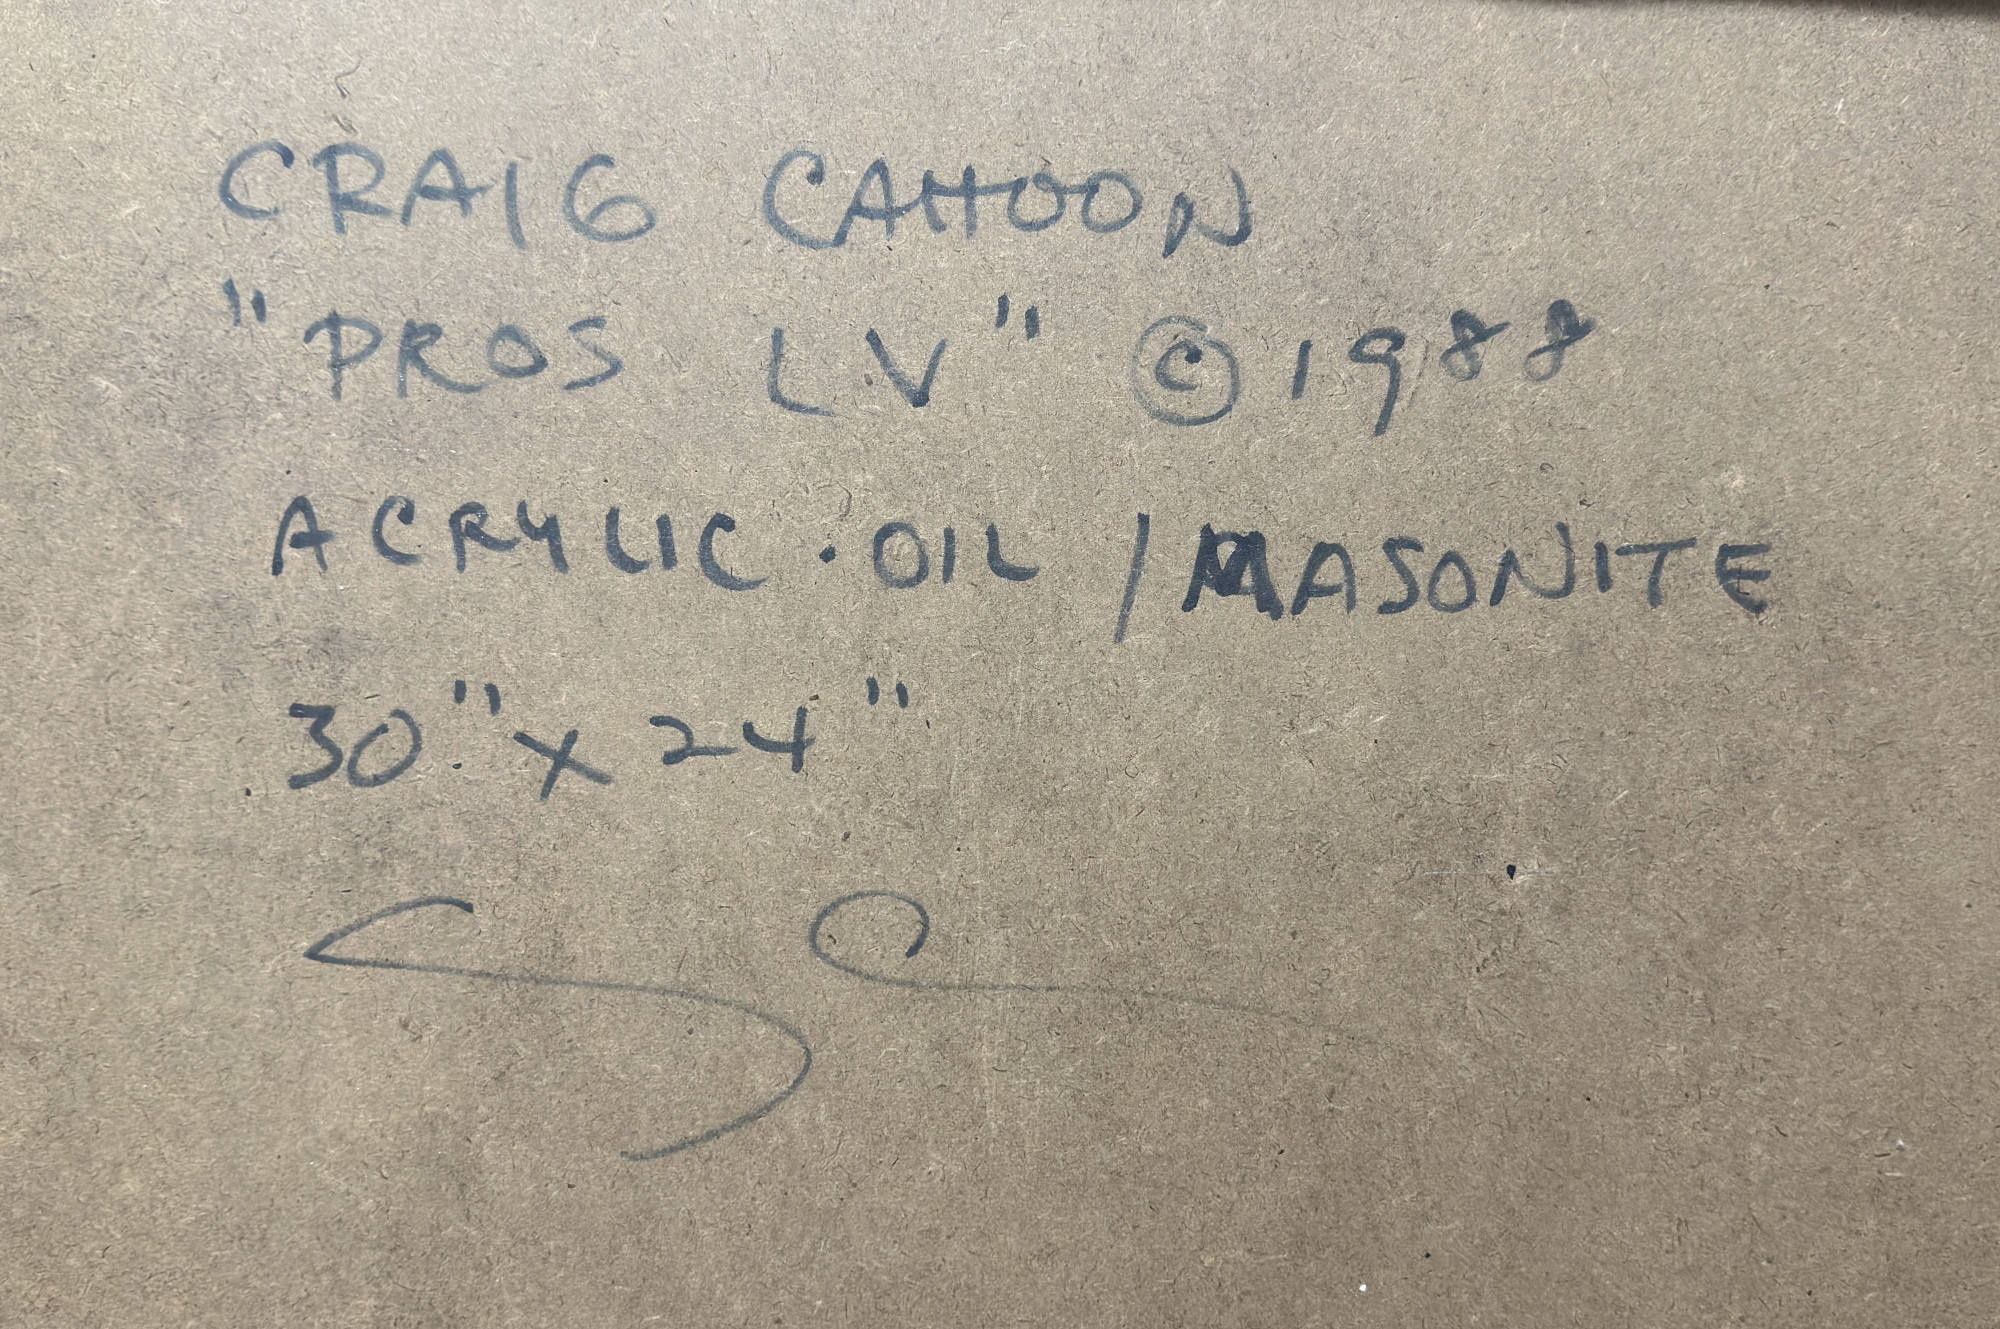 CRAIG CAHOON
"PROS LV" © 1988
ACRYLIC · OIL / MASONITE
30" x 24"